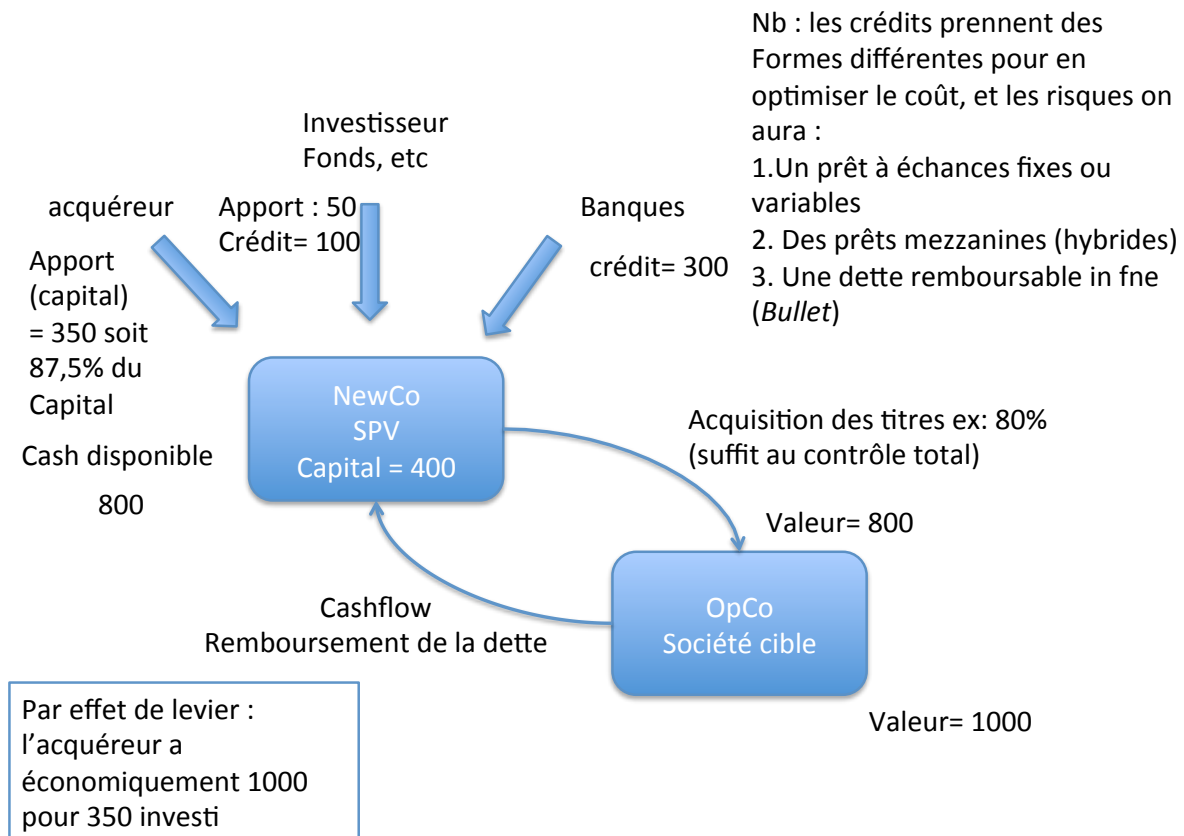 Nb : les crédits prennent des
Formes différentes pour en
optimiser le coût, et les risques on
aura :
1.Un prêt à échances fixes ou
variables
2. Des prêts mezzanines (hybrides)
3. Une dette remboursable in fne
(Bullet)
Investisseur
Fonds, etc
acquéreur
Apport : 50
Crédit= 100
Banques
crédit= 300
Apport
(capital)
= 350 soit
87,5% du
Capital
Cash disponible
800
NewCo
SPV
Capital = 400
Acquisition des titres ex: 80%
(suffit au contrôle total)
Valeur= 800
Cashflow
Remboursement de la dette
OpCo
Société cible
Valeur= 1000
Par effet de levier :
l’acquéreur a
économiquement 1000
pour 350 investi